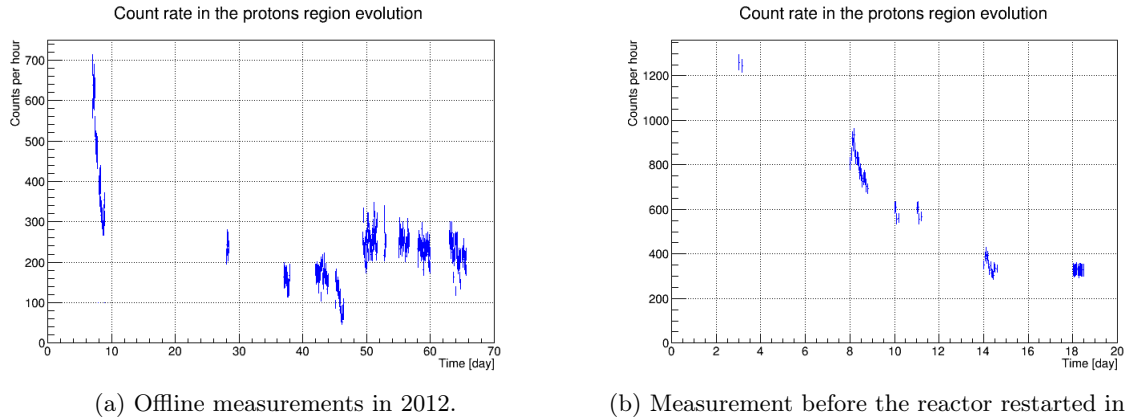 Count rate in the protons region evolution
Counts per hour
700
600
500
400
300
200
100
0
0 10 20 30 40 50 60 70
Time [day]
(a) Offline measurements in 2012.
Count rate in the protons region evolution
Counts per hour
1200
1000
800
600
400
200
0
0 2 4 6 8 10 12 14 16 18 20
Time [day]
(b) Measurement before the reactor restarted in